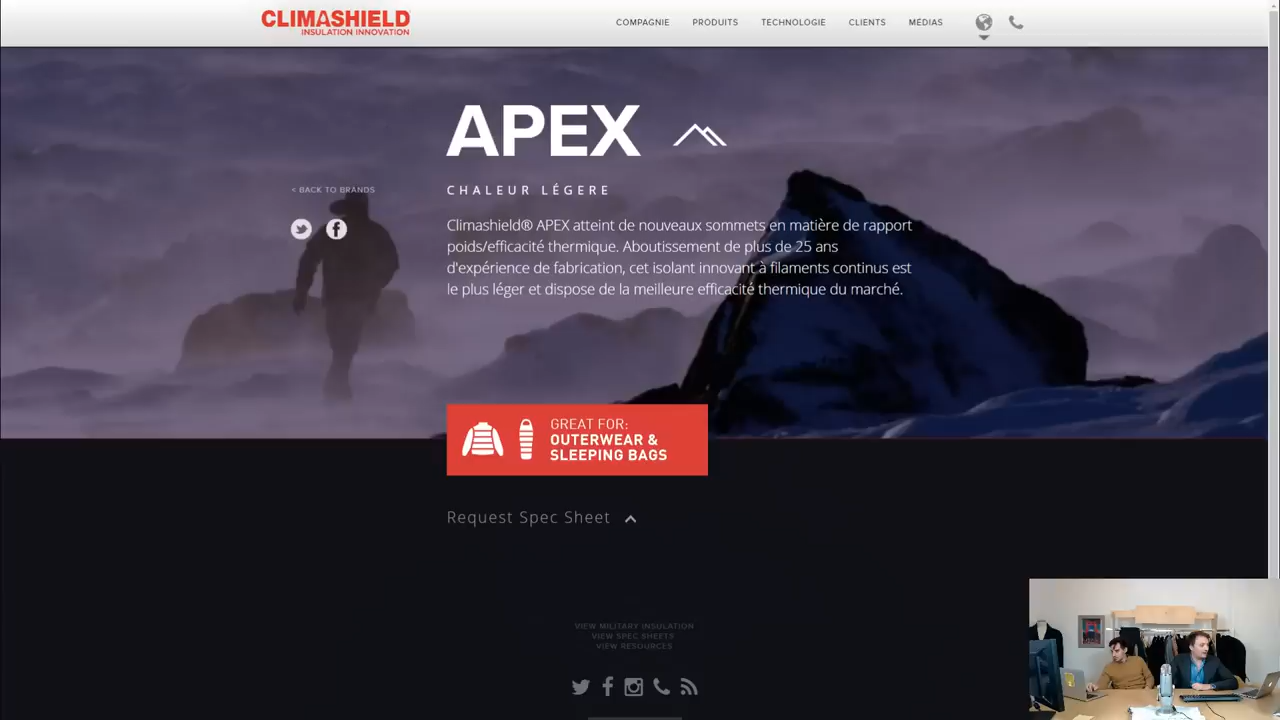 CLIMASHIELD
INSULATION INNOVATION
COMPAGNIE PRODUITS TECHNOLOGIE CLIENTS MÉDIAS
APEX
< BACK TO BRANDS
CHALEUR LÉGERE
Climashield® APEX atteint de nouveaux sommets en matière de rapport
poids/efficacité thermique. Aboutissement de plus de 25 ans
d'expérience de fabrication, cet isolant innovant à filaments continus est
le plus léger et dispose de la meilleure efficacité thermique du marché.
GREAT FOR:
OUTERWEAR &
SLEEPING BAGS
Request Spec Sheet
VIEW MILITARY INSULATION
VIEW SPEC SHEETS
VIEW RESOURCES